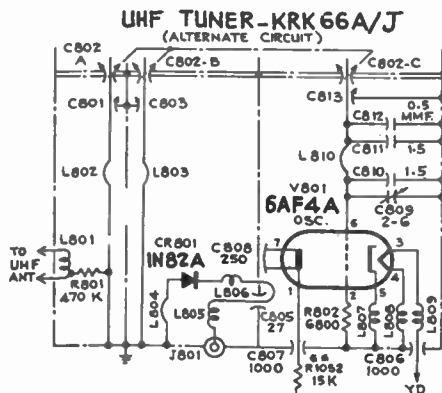 UHF TUNER-KRK66A/J
(ALTERNATE CIRCUIT)
C802
A
C802-B
C802-C
C801
C803
C813
0.5
MMF.
C812
C811
1.5
L802
L803
L810
C810
1.5
V801
6AF4A
OSC.
C809
2-6
6
TO
UHF
ANT
L801
R801
470 K
CR801
1N82A
C808
250
7
3
4
L806
1
2
5
L804
L805
C805
27
R802
6800
L807
L808
L809
J801
C807
1000
R1052
15K
C806
1000
YD